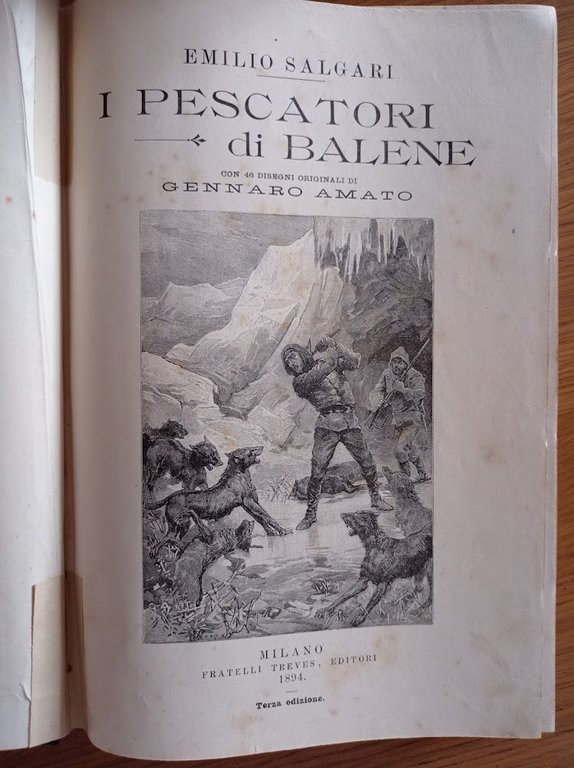 EMILIO SALGARI
I PESCATORI
di BALENE
CON 46 DISEGNI ORIGINALI DI
GENNARO AMATO
MILANO
FRATELLI TREVES, EDITORI
1894.
Terza edizione.